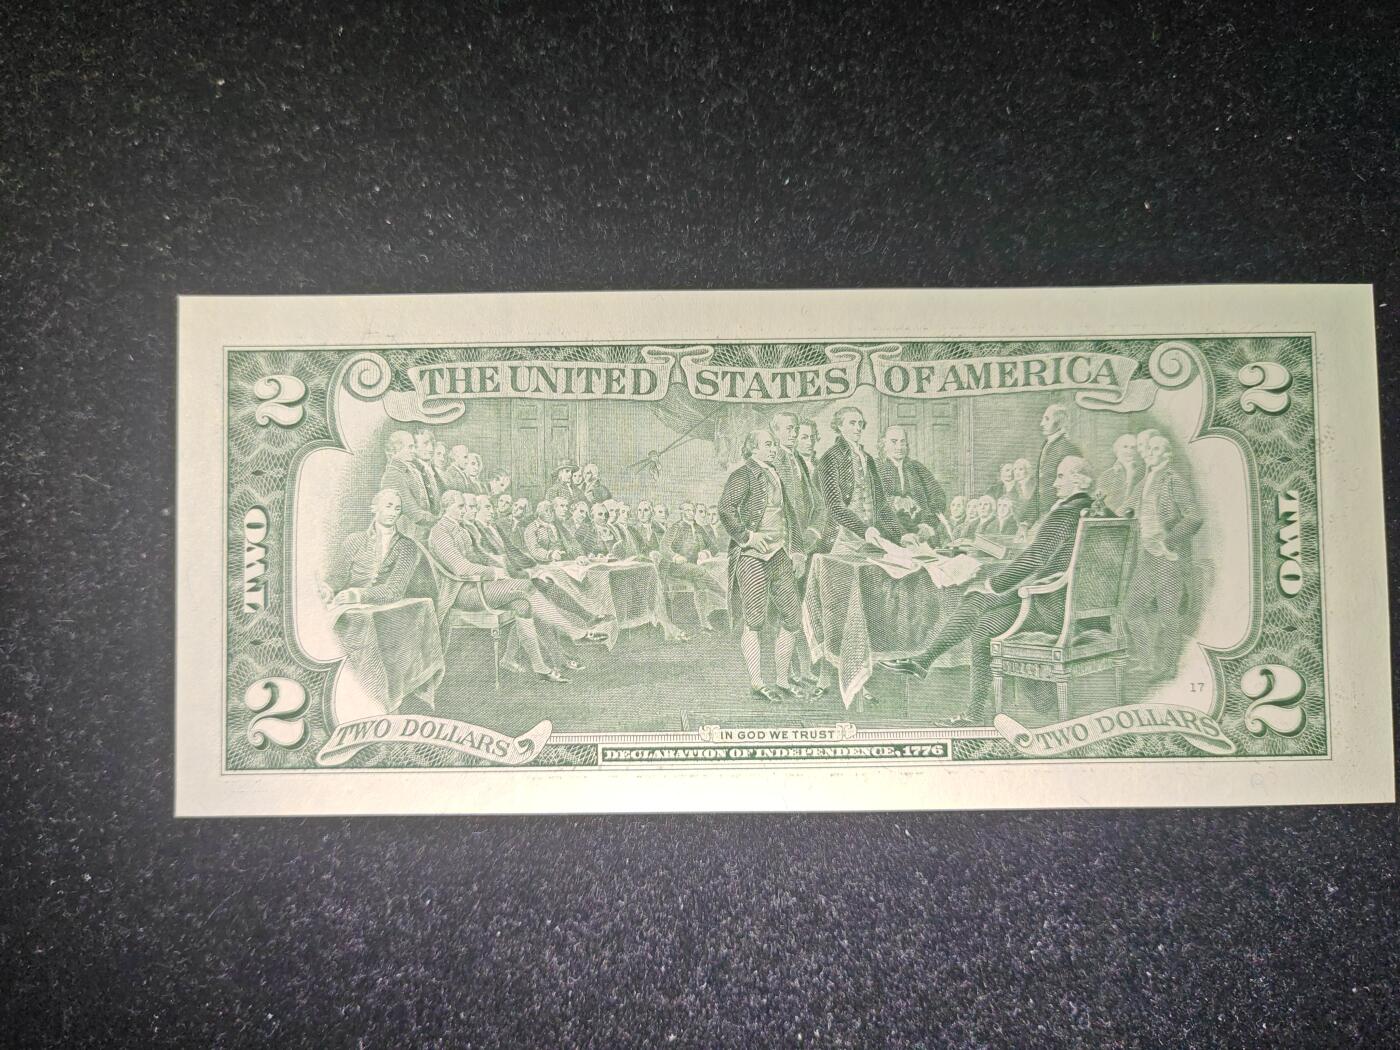 THE UNITED STATES OF AMERICA
2
2
TWO
TWO
17
2
2
TWO DOLLARS
TWO DOLLARS
IN GOD WE TRUST
DECLARATION OF INDEPENDENCE, 1776